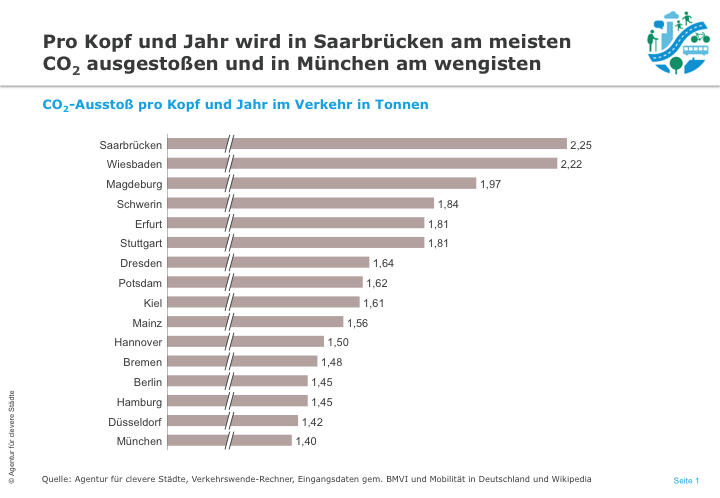 Pro Kopf und Jahr wird in Saarbrücken am meisten
CO2 ausgestoßen und in München am wengisten
CO2-Ausstoß pro Kopf und Jahr im Verkehr in Tonnen
Saarbrücken 2,25
Wiesbaden 2,22
Magdeburg 1,97
Schwerin 1,84
Erfurt 1,81
Stuttgart 1,81
Dresden 1,64
Potsdam 1,62
Kiel 1,61
Mainz 1,56
Hannover 1,50
Bremen 1,48
Berlin 1,45
Hamburg 1,45
Düsseldorf 1,42
München 1,40
© Agentur für clevere Städte
Quelle: Agentur für clevere Städte, Verkehrswende-Rechner, Eingangsdaten gem. BMVI und Mobilität in Deutschland und Wikipedia
Seite 1